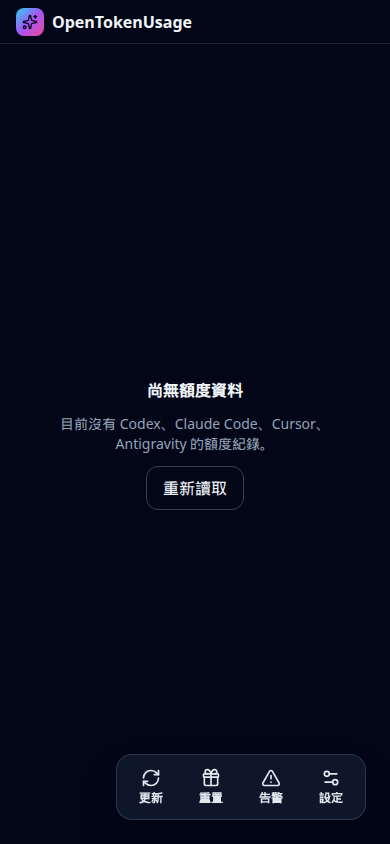 OpenTokenUsage
尚無額度資料
目前沒有 Codex、Claude Code、Cursor、
Antigravity 的額度紀錄。
重新讀取
更新
重置
告警
設定